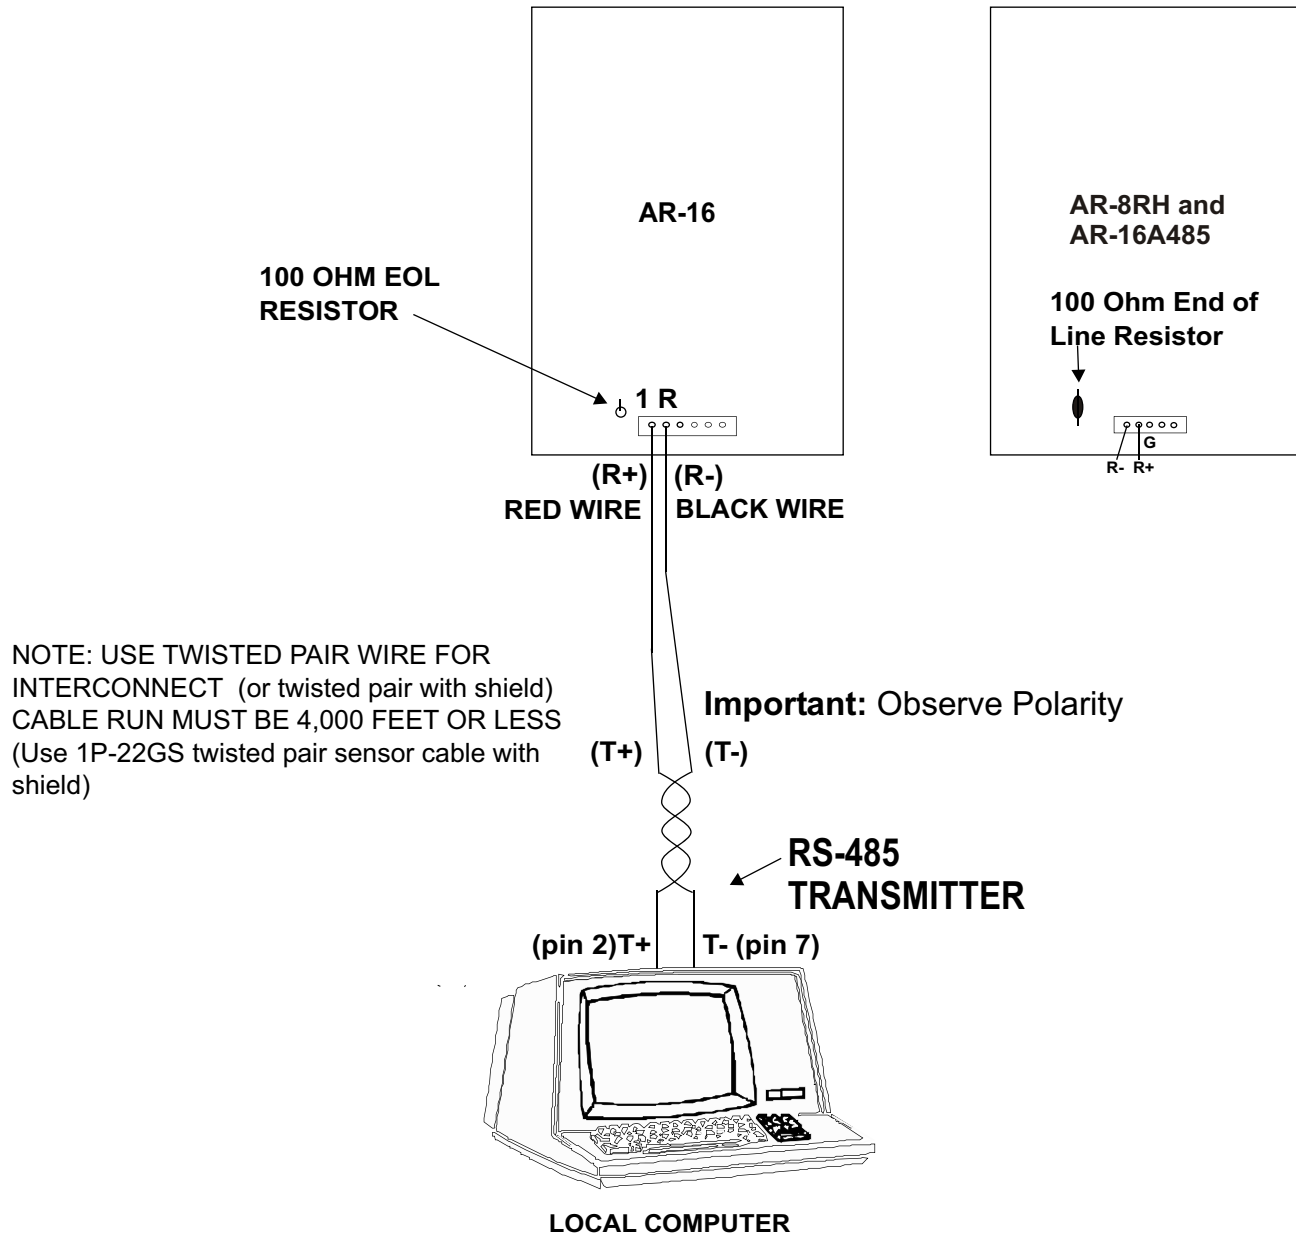 AR-16
AR-8RH and
AR-16A485
100 OHM EOL
RESISTOR
100 Ohm End of
Line Resistor
1 R
G
R- R+
(R+) (R-)
RED WIRE BLACK WIRE
NOTE: USE TWISTED PAIR WIRE FOR
INTERCONNECT (or twisted pair with shield)
CABLE RUN MUST BE 4,000 FEET OR LESS
(Use 1P-22GS twisted pair sensor cable with
shield)
Important: Observe Polarity
(T+) (T-)
RS-485
TRANSMITTER
(pin 2)T+ T- (pin 7)
LOCAL COMPUTER